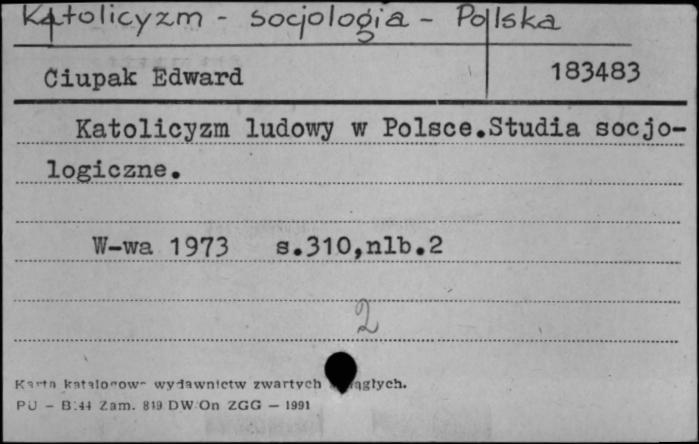 Katolicyzm - socjologia - Polska
Ciupak Edward 183483
Katolicyzm ludowy w Polsce.Studia socjo-
logiczne.
W-wa 1973 s.310,nlb.2
2
Karta katalogowa wydawnictw zwartych ciągłych.
PU - B.44 Zam. 819 DW.On ZGG - 1991